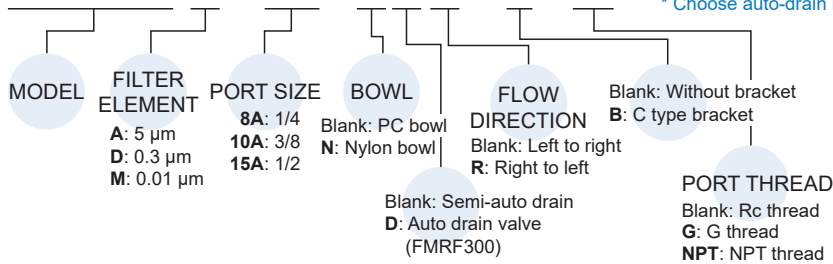 * Choose auto-drain
MODEL
FILTER
ELEMENT
A: 5 µm
D: 0.3 µm
M: 0.01 µm
PORT SIZE
8A: 1/4
10A: 3/8
15A: 1/2
BOWL
Blank: PC bowl
N: Nylon bowl
Blank: Semi-auto drain
D: Auto drain valve
(FMRF300)
FLOW
DIRECTION
Blank: Left to right
R: Right to left
Blank: Without bracket
B: C type bracket
PORT THREAD
Blank: Rc thread
G: G thread
NPT: NPT thread